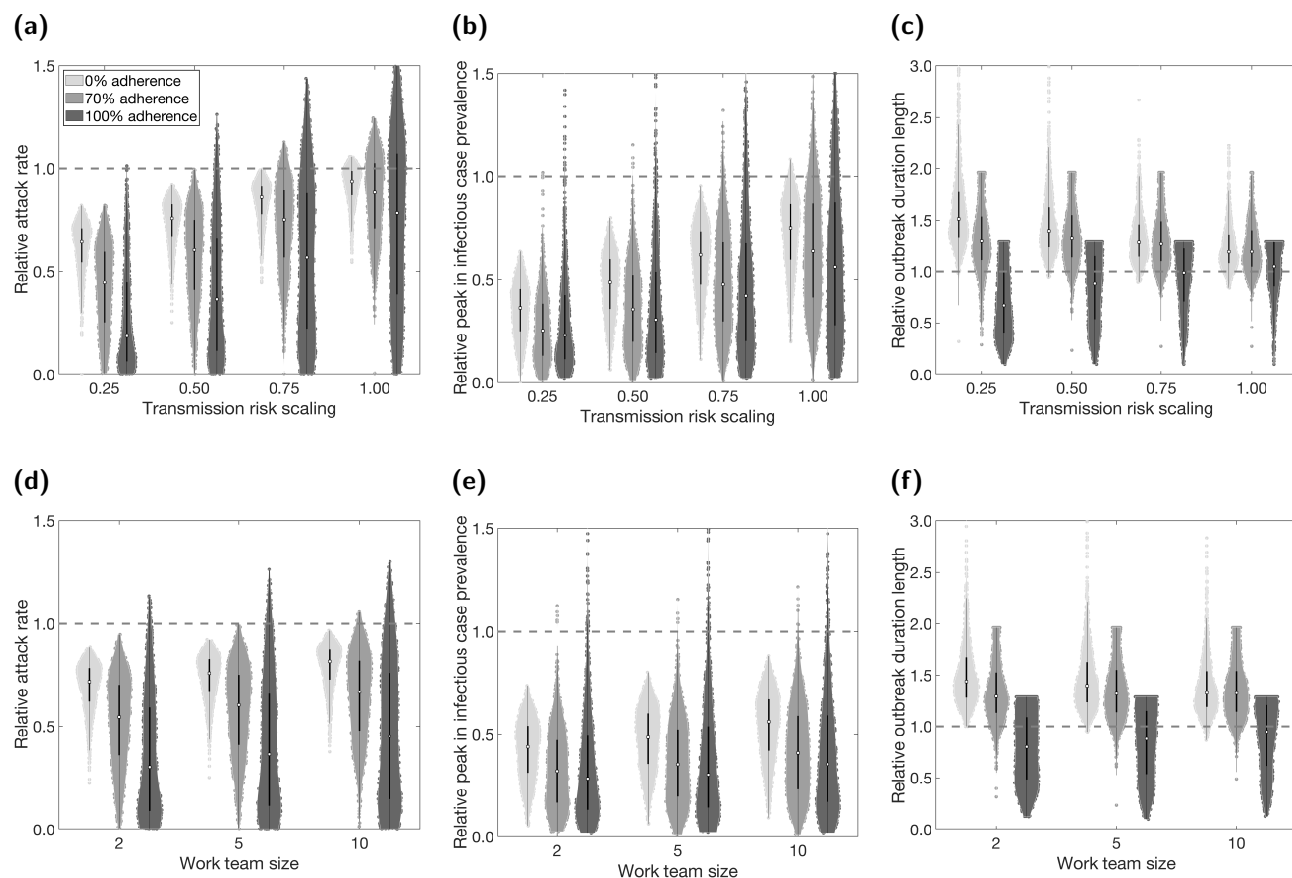 (a)
Relative attack rate
1.5
1.0
0.5
0.0
0% adherence
70% adherence
100% adherence
0.25 0.50 0.75 1.00
Transmission risk scaling
(b)
Relative peak in infectious case prevalence
1.5
1.0
0.5
0.0
0.25 0.50 0.75 1.00
Transmission risk scaling
(c)
Relative outbreak duration length
3.0
2.5
2.0
1.5
1.0
0.5
0.0
0.25 0.50 0.75 1.00
Transmission risk scaling
(d)
Relative attack rate
1.5
1.0
0.5
0.0
2 5 10
Work team size
(e)
Relative peak in infectious case prevalence
1.5
1.0
0.5
0.0
2 5 10
Work team size
(f)
Relative outbreak duration length
3.0
2.5
2.0
1.5
1.0
0.5
0.0
2 5 10
Work team size